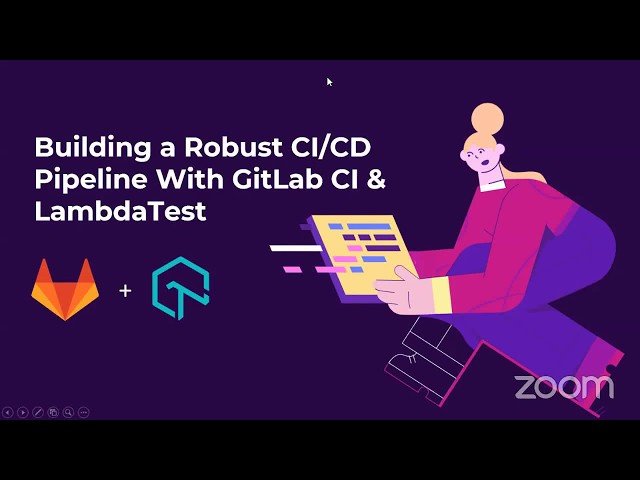 Building a Robust CI/CD
Pipeline With GitLab CI &
LambdaTest
+
zoom